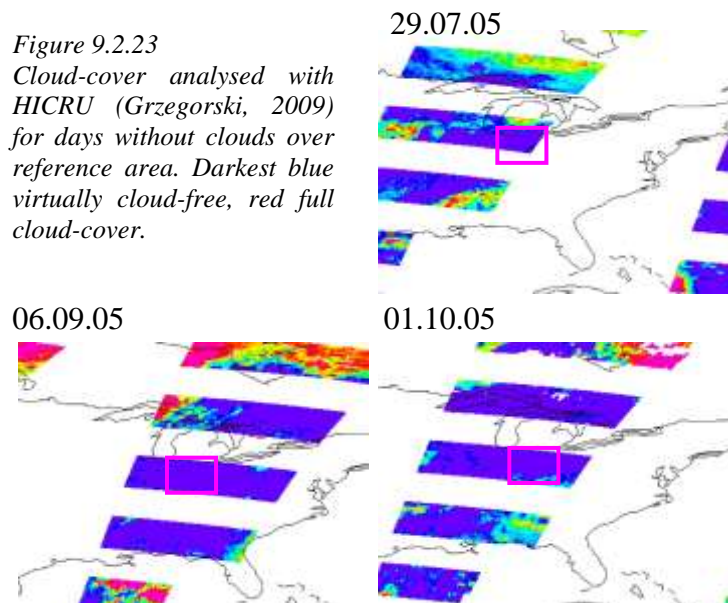 Figure 9.2.23
Cloud-cover analysed with
HICRU (Grzegorski, 2009)
for days without clouds over
reference area. Darkest blue
virtually cloud-free, red full
cloud-cover.
29.07.05
06.09.05
01.10.05